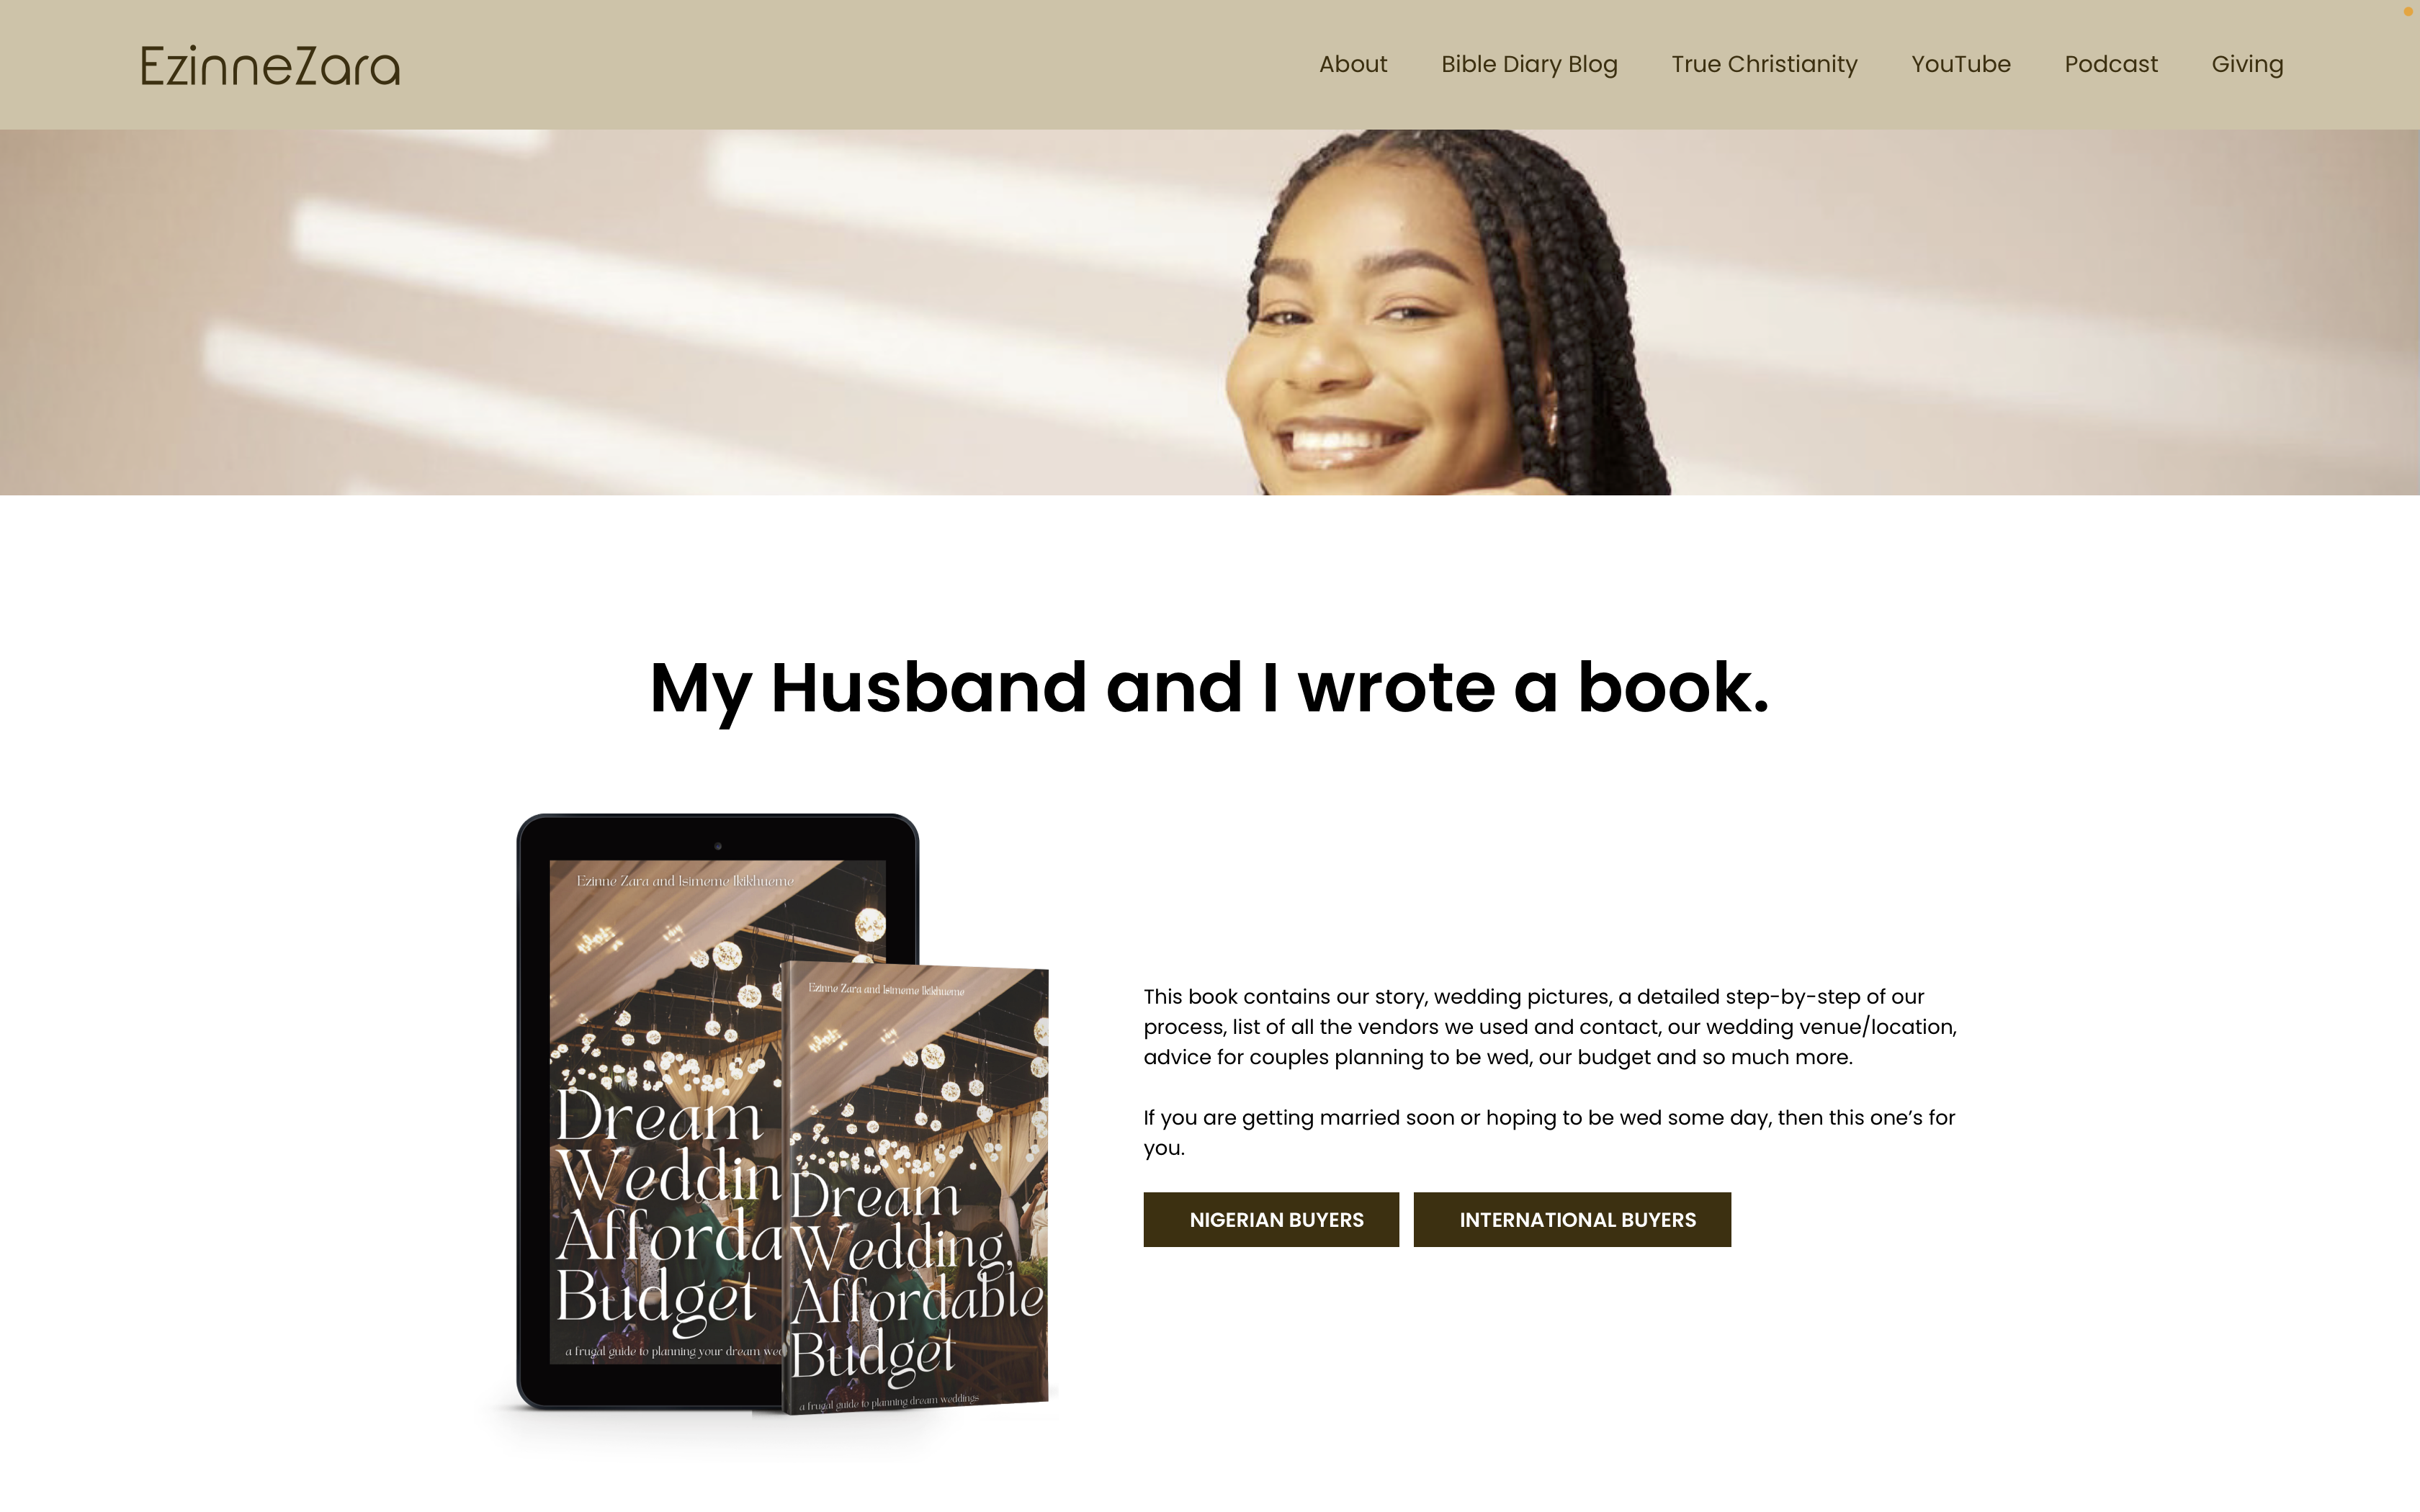 EzinneZara
About
Bible Diary Blog
True Christianity
YouTube
Podcast
Giving
My Husband and I wrote a book.
Ezinne Zara and Isimeme Ikikhueme
Dream
Weddin
Afforda
Budget
a frugal guide to planning your dream wed
Ezinne Zara and Isimeme Ikikhueme
Dream
Wedding,
Affordable
Budget
a frugal guide to planning dream weddings
This book contains our story, wedding pictures, a detailed step-by-step of our
process, list of all the vendors we used and contact, our wedding venue/location,
advice for couples planning to be wed, our budget and so much more.
If you are getting married soon or hoping to be wed some day, then this one’s for
you.
NIGERIAN BUYERS
INTERNATIONAL BUYERS